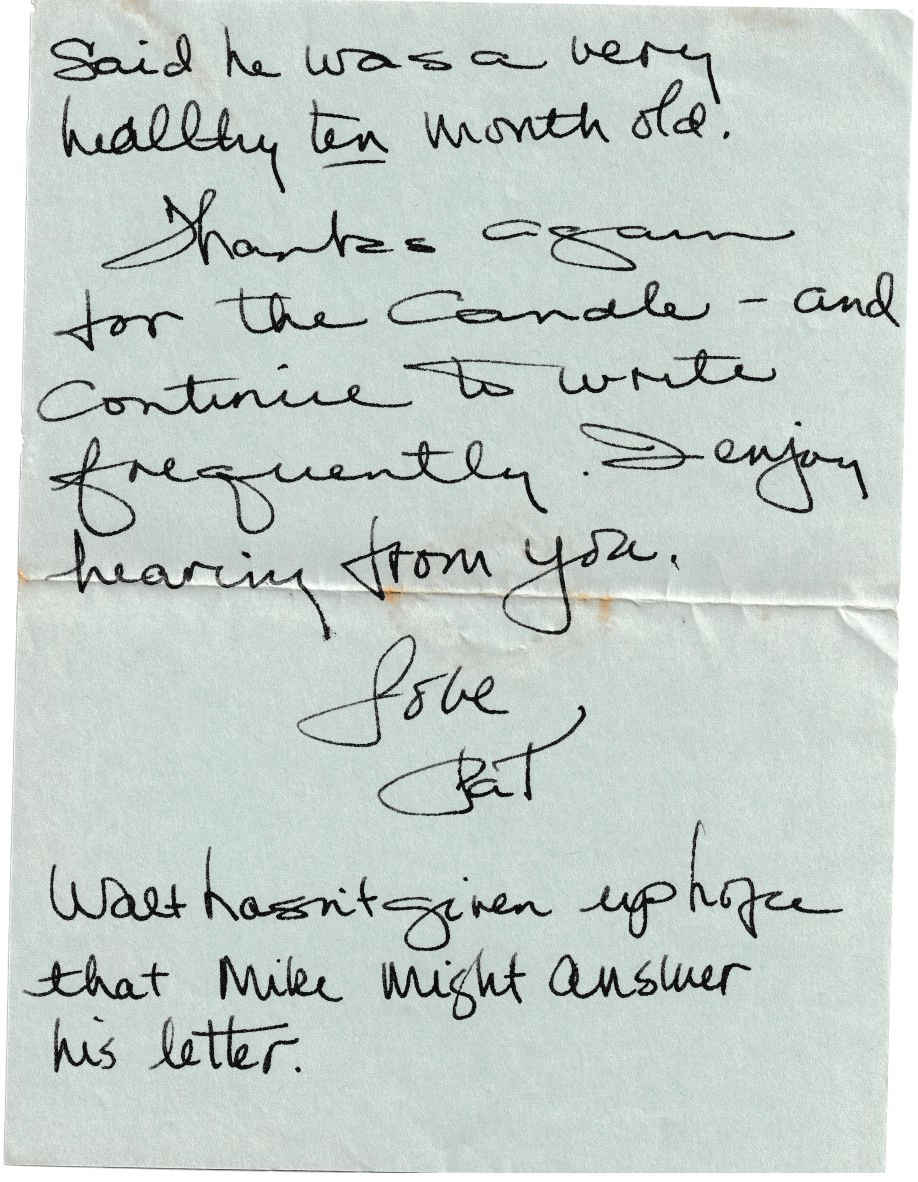 Said he was a very
healthy ten month old.
Thanks again
for the Candle - and
Continue to write
frequently. I enjoy
hearing from you.
Love
Pat
Walt hasn't given up hope
that Mike might answer
his letter.